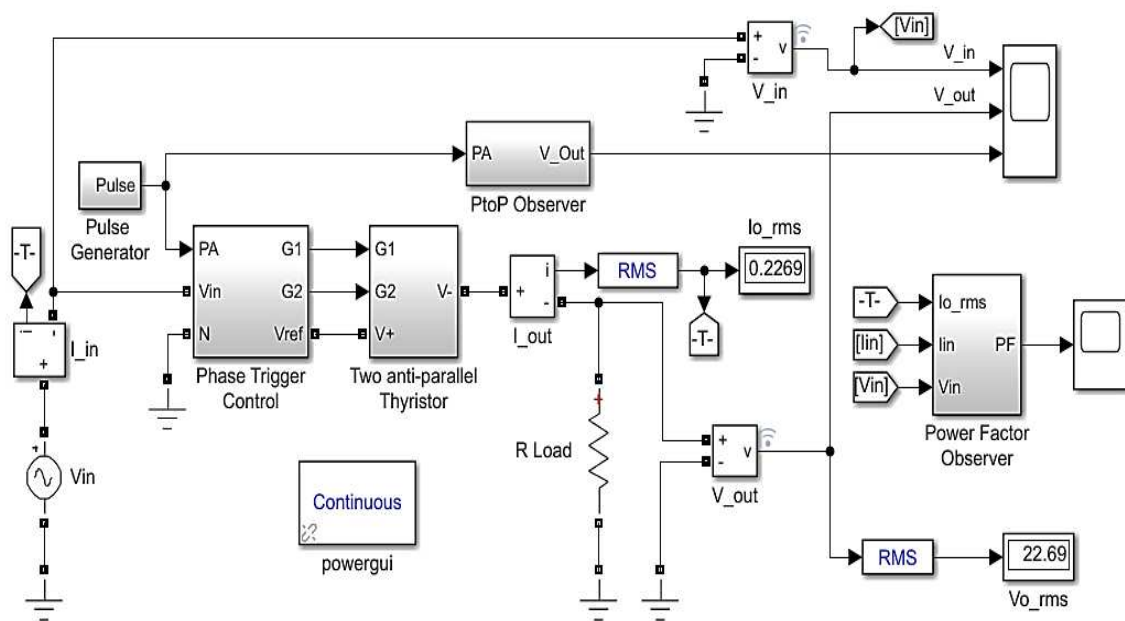 [Vin]
+
-
v
V_in
V_in
V_out
PA
V_Out
PtoP Observer
Pulse
Pulse
Generator
-T-
PA
Vin
N
G1
G2
Vref
Phase Trigger
Control
G1
G2
V+
V-
Two anti-parallel
Thyristor
+
i
-
I_out
RMS
Io_rms
0.2269
-T-
-
-
+
I_in
+
Vin
Continuous
powergui
+
R Load
+
-
v
V_out
-T-
[Iin]
[Vin]
Io_rms
Iin
Vin
PF
Power Factor
Observer
RMS
22.69
Vo_rms